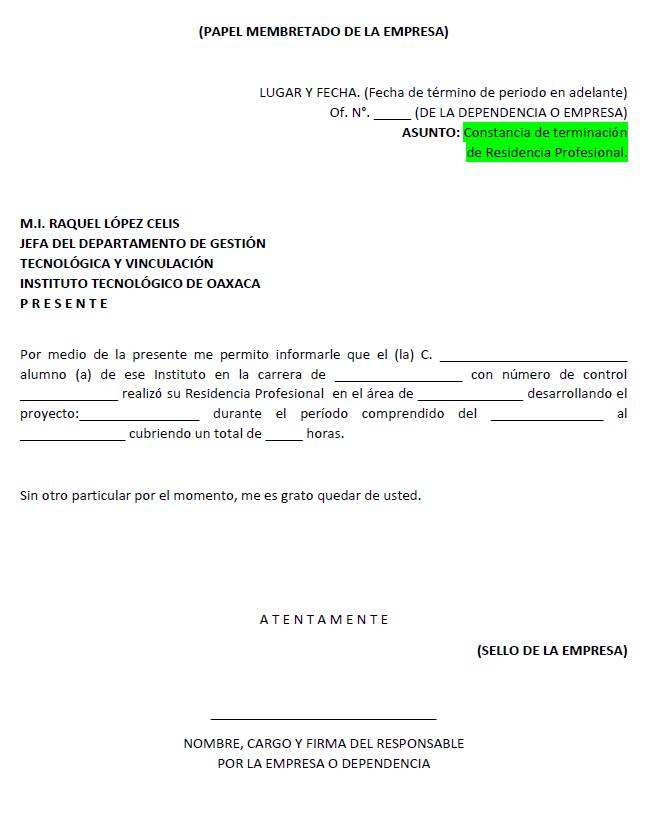 (PAPEL MEMBRETADO DE LA EMPRESA)
LUGAR Y FECHA. (Fecha de término de periodo en adelante)
Of. N°. _____ (DE LA DEPENDENCIA O EMPRESA)
ASUNTO: Constancia de terminación
de Residencia Profesional.
M.I. RAQUEL LÓPEZ CELIS
JEFA DEL DEPARTAMENTO DE GESTIÓN
TECNOLÓGICA Y VINCULACIÓN
INSTITUTO TECNOLÓGICO DE OAXACA
P R E S E N T E
Por medio de la presente me permito informarle que el (la) C. _________________________
alumno (a) de ese Instituto en la carrera de _________________ con número de control
_____________ realizó su Residencia Profesional en el área de ______________ desarrollando el
proyecto:________________ durante el período comprendido del _______________ al
______________ cubriendo un total de _____ horas.
Sin otro particular por el momento, me es grato quedar de usted.
A T E N T A M E N T E
(SELLO DE LA EMPRESA)
______________________________
NOMBRE, CARGO Y FIRMA DEL RESPONSABLE
POR LA EMPRESA O DEPENDENCIA